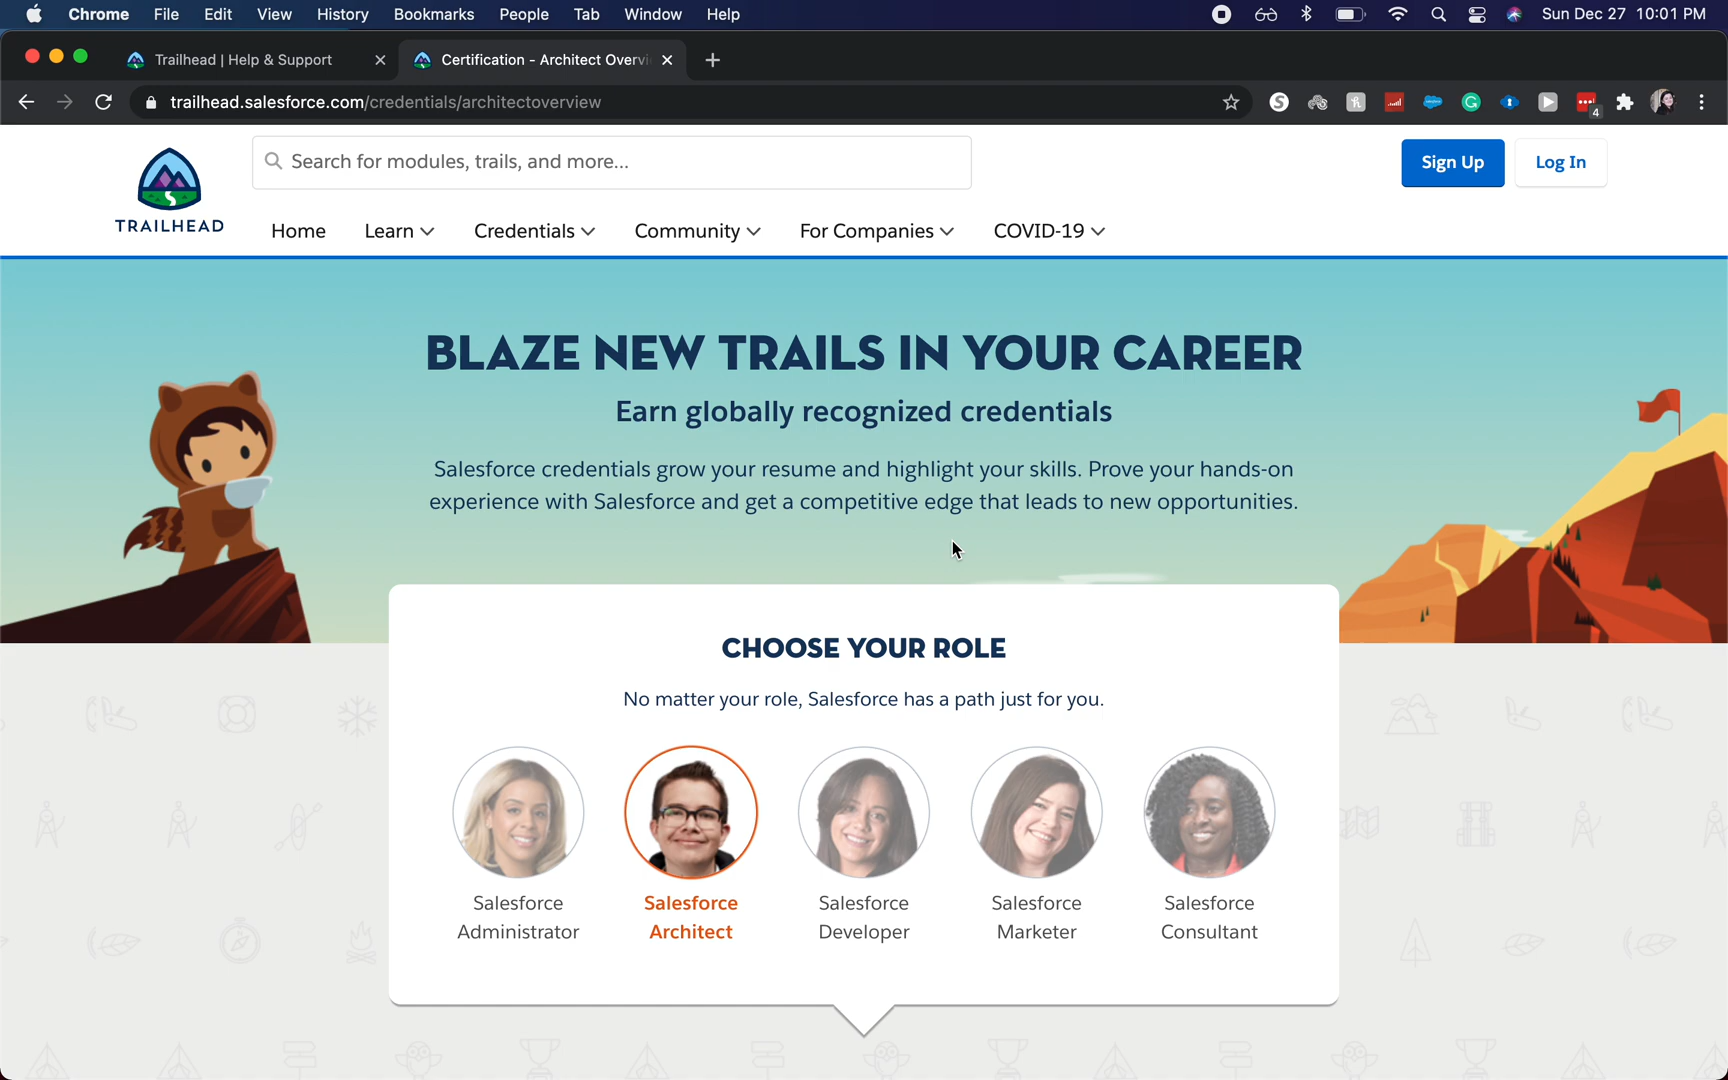 Chrome File Edit View History Bookmarks People Tab Window Help Sun Dec 27 10:01 PM
Trailhead | Help & Support Certification - Architect Overvi
trailhead.salesforce.com/credentials/architectoverview
4
TRAILHEAD
Search for modules, trails, and more...
Sign Up Log In
Home Learn Credentials Community For Companies COVID-19
BLAZE NEW TRAILS IN YOUR CAREER
Earn globally recognized credentials
Salesforce credentials grow your resume and highlight your skills. Prove your hands-on
experience with Salesforce and get a competitive edge that leads to new opportunities.
CHOOSE YOUR ROLE
No matter your role, Salesforce has a path just for you.
Salesforce
Administrator
Salesforce
Architect
Salesforce
Developer
Salesforce
Marketer
Salesforce
Consultant